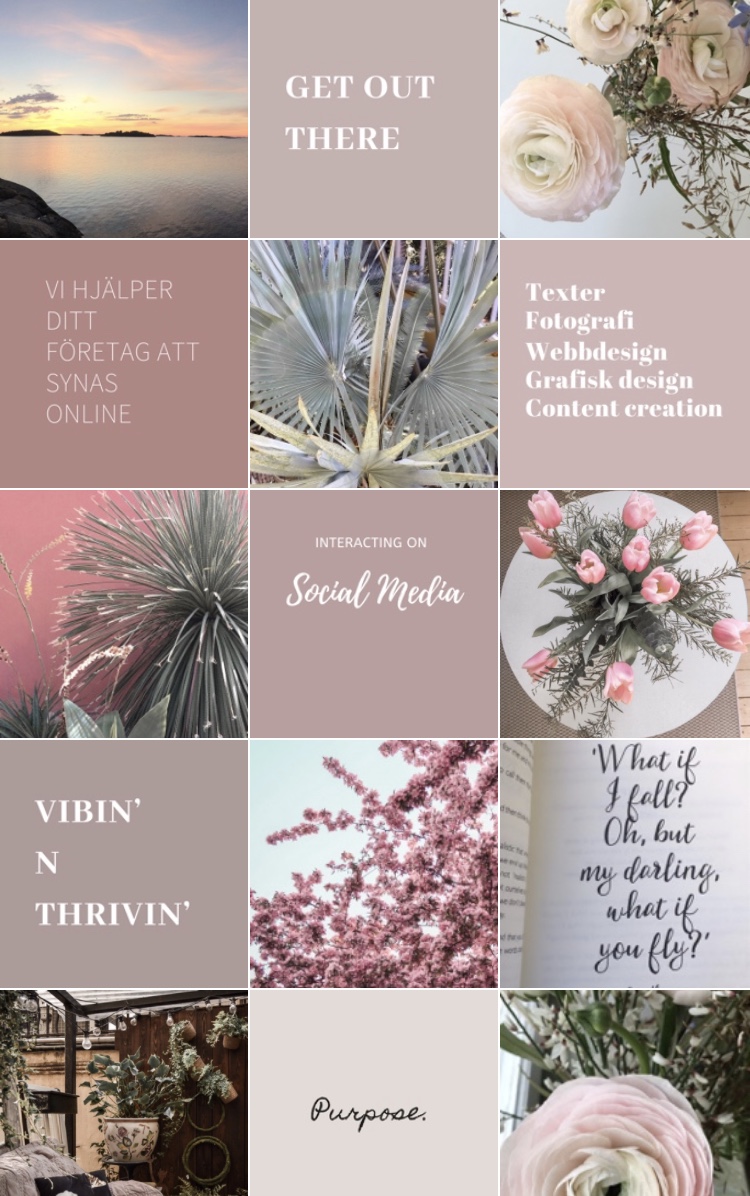 GET OUT
THERE
VI HJÄLPER
DITT
FÖRETAG ATT
SYNAS
ONLINE
Texter
Fotografi
Webbdesign
Grafisk design
Content creation
INTERACTING ON
Social Media
VIBIN’
N
THRIVIN’
‘What if
I fall?
Oh, but
my darling,
what if
you fly?’
Purpose.